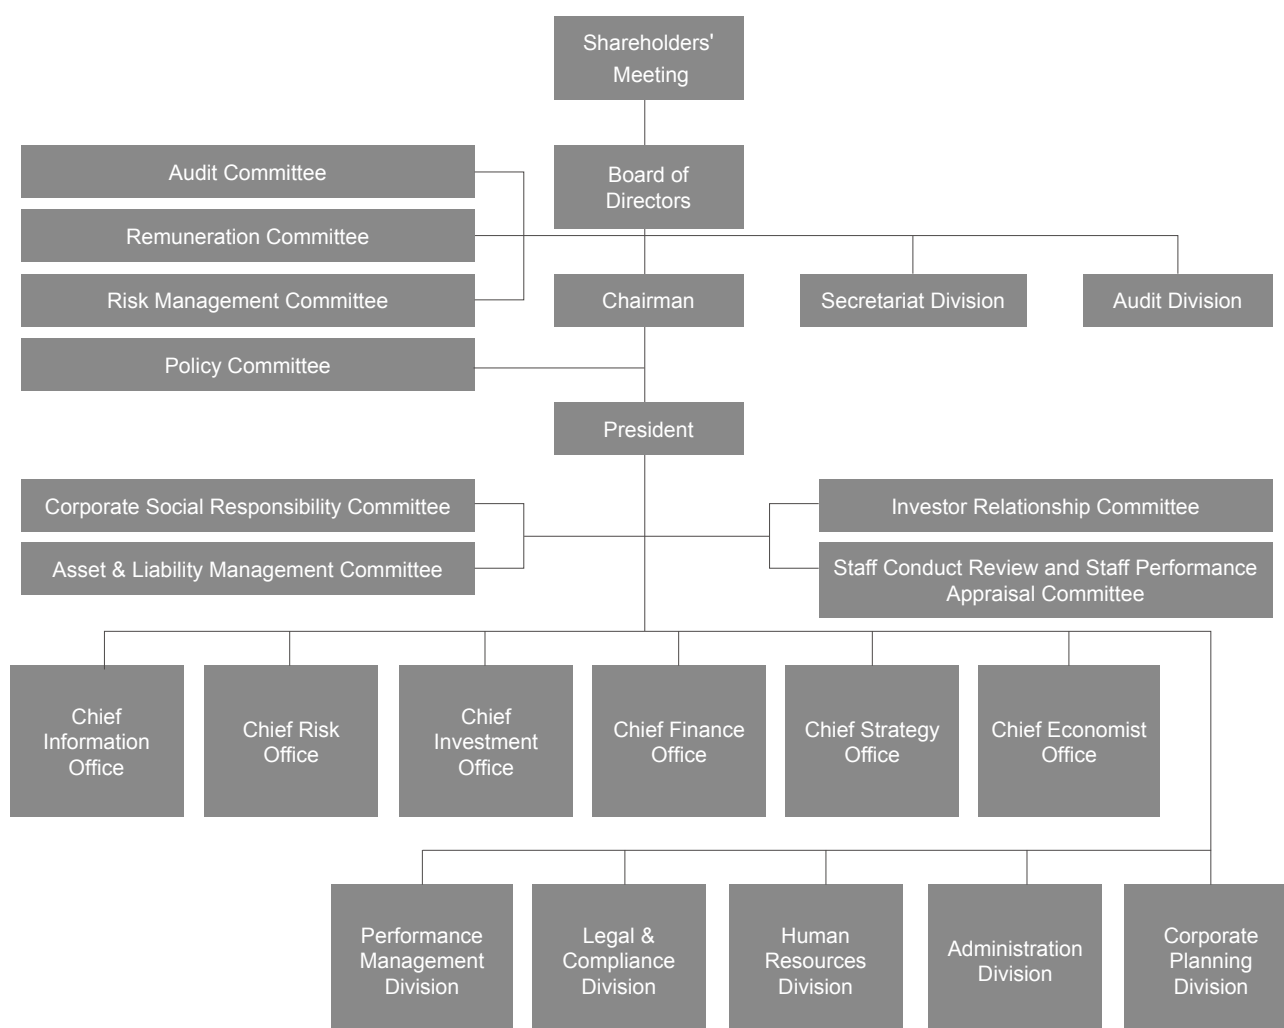 Shareholders'
Meeting
Audit Committee
Board of
Directors
Remuneration Committee
Risk Management Committee
Chairman
Secretariat Division
Audit Division
Policy Committee
President
Corporate Social Responsibility Committee
Investor Relationship Committee
Asset & Liability Management Committee
Staff Conduct Review and Staff Performance
Appraisal Committee
Chief
Information
Office
Chief Risk
Office
Chief
Investment
Office
Chief Finance
Office
Chief Strategy
Office
Chief Economist
Office
Performance
Management
Division
Legal &
Compliance
Division
Human
Resources
Division
Administration
Division
Corporate
Planning
Division